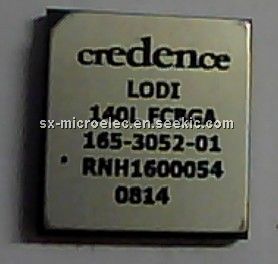 credence
LODI
140L FCBGA
sx-microelec.en.seekic.com
165-3052-01
RNH1600054
0814